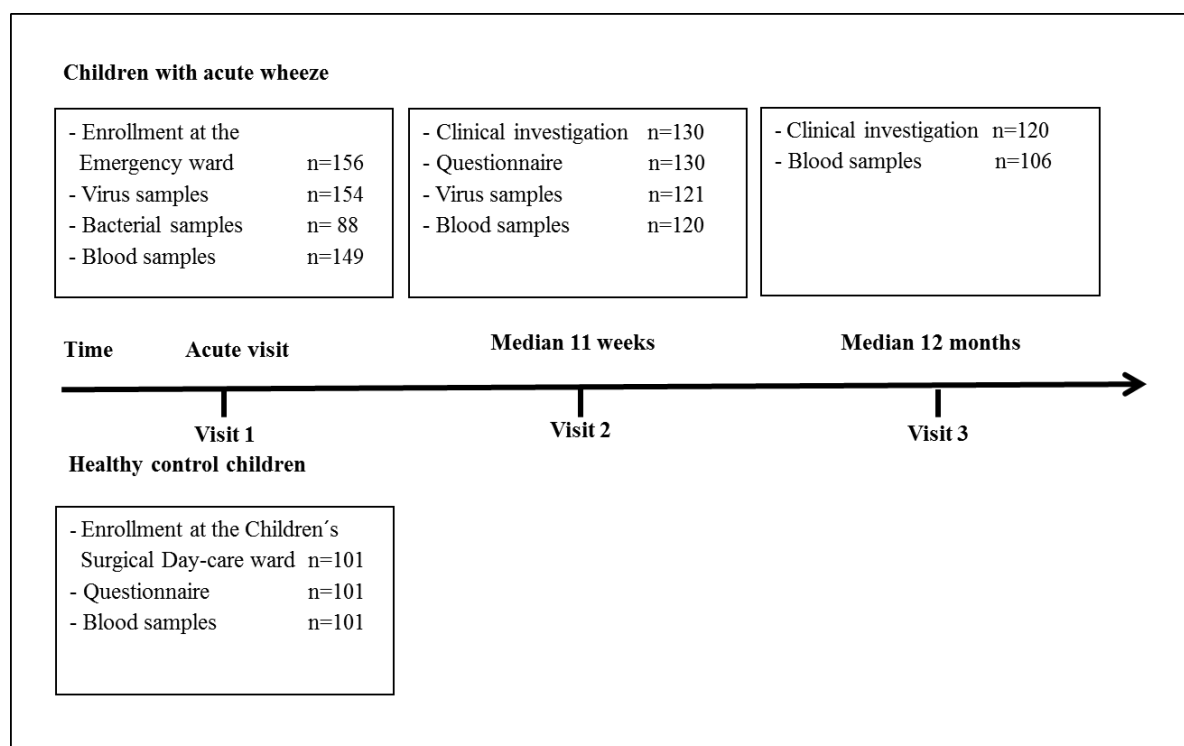 Children with acute wheeze
- Enrollment at the
Emergency ward n=156
- Virus samples n=154
- Bacterial samples n= 88
- Blood samples n=149
- Clinical investigation n=130
- Questionnaire n=130
- Virus samples n=121
- Blood samples n=120
- Clinical investigation n=120
- Blood samples n=106
Time Acute visit Median 11 weeks Median 12 months
Visit 1 Visit 2 Visit 3
Healthy control children
- Enrollment at the Children´s
Surgical Day-care ward n=101
- Questionnaire n=101
- Blood samples n=101